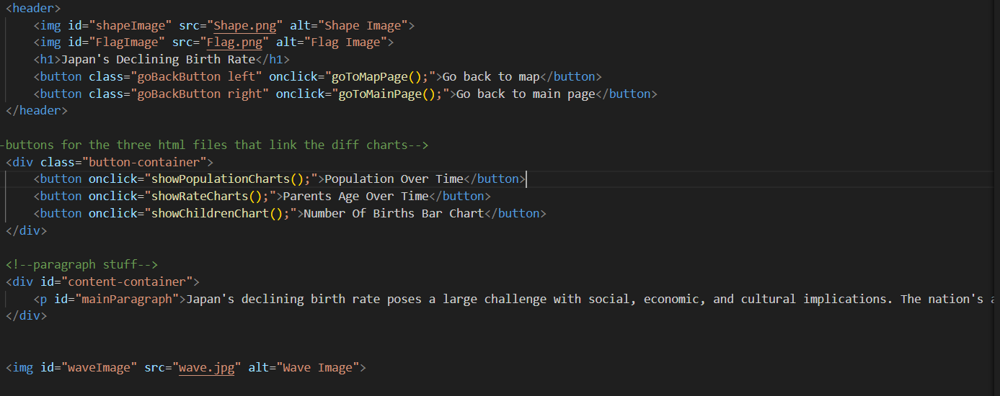 <header>
<img id="shapeImage" src="Shape.png" alt="Shape Image">
<img id="FlagImage" src="Flag.png" alt="Flag Image">
<h1>Japan's Declining Birth Rate</h1>
<button class="goBackButton left" onclick="goToMapPage();">Go back to map</button>
<button class="goBackButton right" onclick="goToMainPage();">Go back to main page</button>
</header>
-buttons for the three html files that link the diff charts-->
<div class="button-container">
<button onclick="showPopulationCharts();">Population Over Time</button>
<button onclick="showRateCharts();">Parents Age Over Time</button>
<button onclick="showChildrenChart();">Number Of Births Bar Chart</button>
</div>
<!--paragraph stuff-->
<div id="content-container">
<p id="mainParagraph">Japan's declining birth rate poses a large challenge with social, economic, and cultural implications. The nation's
</div>
<img id="waveImage" src="wave.jpg" alt="Wave Image">